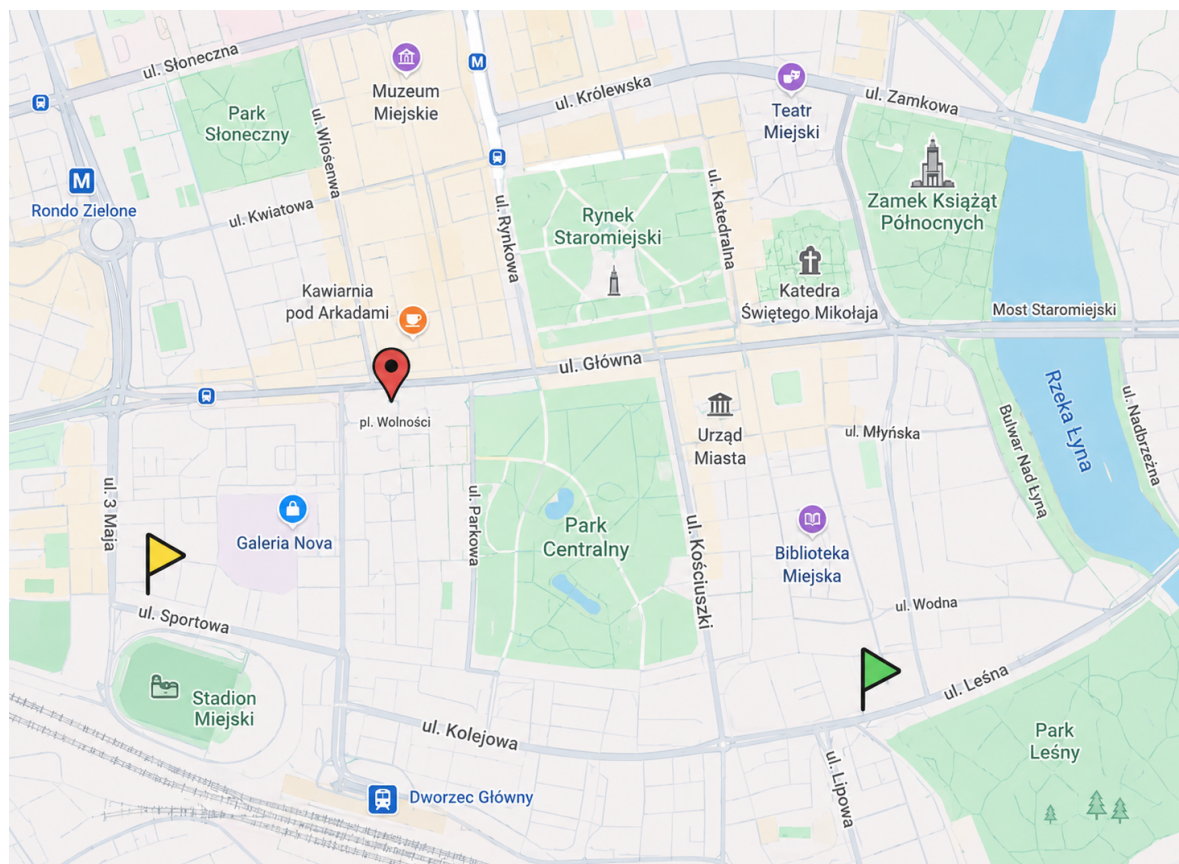 ul. Słoneczna
M
Muzeum
Miejskie
ul. Królewska
Teatr
Miejski
ul. Zamkowa
Park
Słoneczny
ul. Wiośenwa
M
Rondo Zielone
ul. Kwiatowa
ul. Rynkowa
Rynek
Staromiejski
ul. Katedralna
Zamek Książąt
Północnych
Kawiarnia
pod Arkadami
Katedra
Świętego Mikołaja
Most Staromiejski
ul. Główna
pl. Wolności
Urząd
Miasta
ul. Młyńska
Rzeka Łyna
ul. Nadbrzeżna
Bulwar Nad Łyną
ul. 3 Maja
Galeria Nova
ul. Parkowa
Park
Centralny
ul. Kościuszki
Biblioteka
Miejska
ul. Sportowa
ul. Wodna
Stadion
Miejski
ul. Kolejowa
ul. Leśna
Park
Leśny
ul. Lipowa
Dworzec Główny